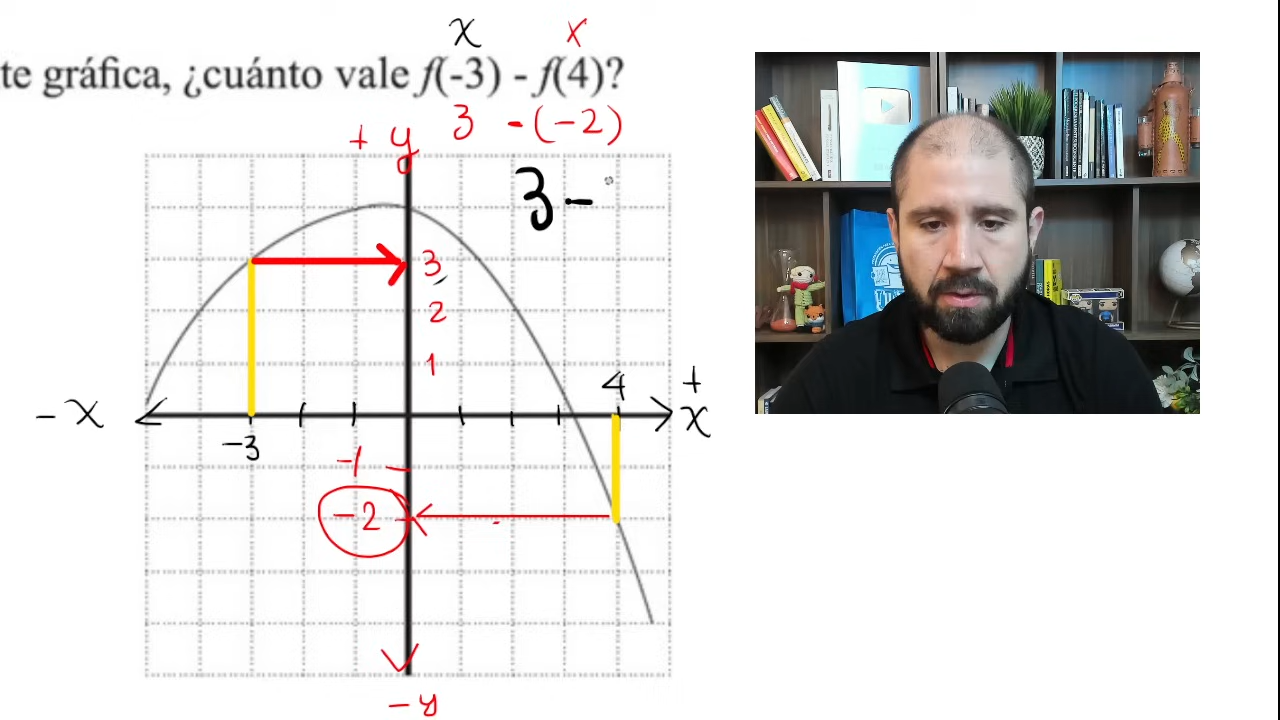 x x
te gráfica, ¿cuánto vale f(-3) - f(4)?
3 -(-2)
+ y
3 -
3
2
1
4 +
- x x
-3
-1
-2
- y